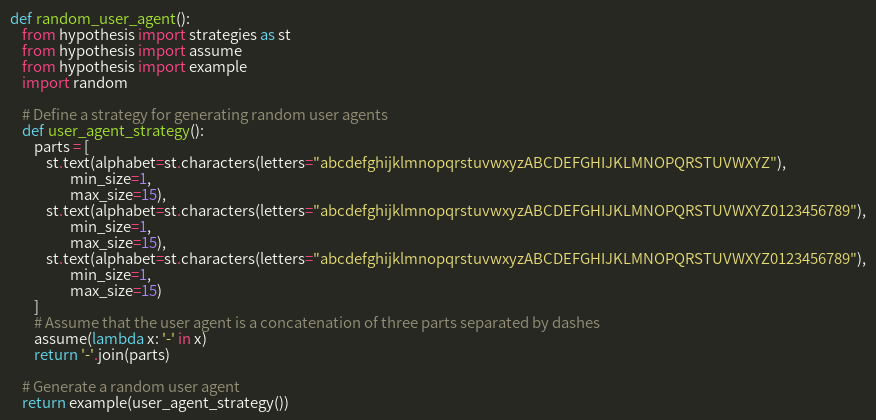 def random_user_agent():
from hypothesis import strategies as st
from hypothesis import assume
from hypothesis import example
import random
# Define a strategy for generating random user agents
def user_agent_strategy():
parts = [
st.text(alphabet=st.characters(letters="abcdefghijklmnopqrstuvwxyzABCDEFGHIJKLMNOPQRSTUVWXYZ"),
min_size=1,
max_size=15),
st.text(alphabet=st.characters(letters="abcdefghijklmnopqrstuvwxyzABCDEFGHIJKLMNOPQRSTUVWXYZ0123456789"),
min_size=1,
max_size=15),
st.text(alphabet=st.characters(letters="abcdefghijklmnopqrstuvwxyzABCDEFGHIJKLMNOPQRSTUVWXYZ0123456789"),
min_size=1,
max_size=15)
]
# Assume that the user agent is a concatenation of three parts separated by dashes
assume(lambda x: '-' in x)
return '-'.join(parts)
# Generate a random user agent
return example(user_agent_strategy())